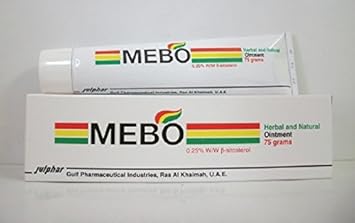 MEBO
0.25% W/W β-sitosterol
Herbal and Natural
Ointment
75 grams
MEBO
0.25% W/W β-sitosterol
Herbal and Natural
Ointment
75 grams
julphar
Gulf Pharmaceutical Industries, Ras Al Khaimah, U.A.E.